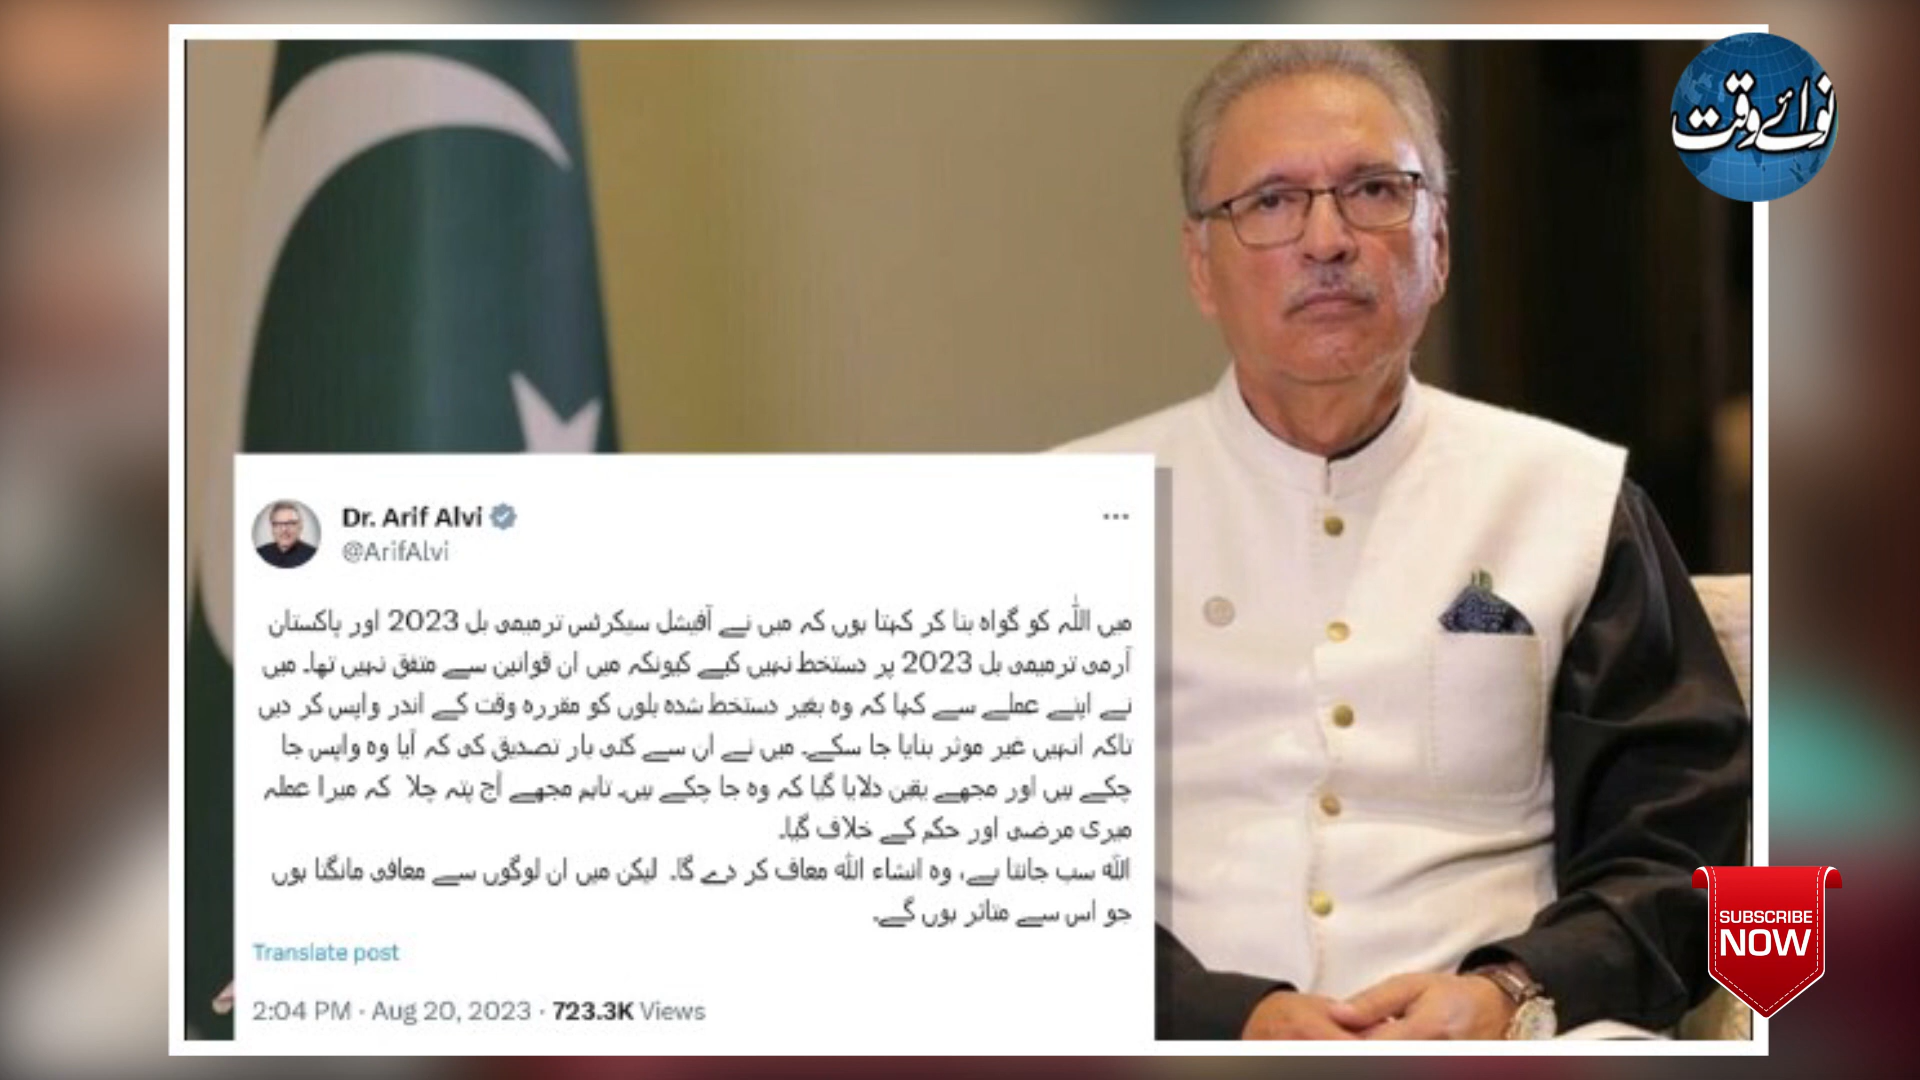 نوائے وقت
Dr. Arif Alvi
@ArifAlvi
میں اللّٰہ کو گواہ بنا کر کہتا ہوں کہ میں نے آفیشل سیکرٹس ترمیمی بل 2023 اور پاکستان
آرمی ترمیمی بل 2023 پر دستخط نہیں کیے کیونکہ میں ان قوانین سے متفق نہیں تھا۔ میں
نے اپنے عملے سے کہا کہ وہ بغیر دستخط شدہ بلوں کو مقررہ وقت کے اندر واپس کر دیں
تاکہ انہیں غیر موثر بنایا جا سکے۔ میں نے ان سے کئی بار تصدیق کی کہ آیا وہ واپس جا
چکے ہیں اور مجھے یقین دلایا گیا کہ وہ جا چکے ہیں۔ تاہم مجھے آج پتہ چلا کہ میرا عملہ
میری مرضی اور حکم کے خلاف گیا۔
اللہ سب جانتا ہے، وہ انشاء اللہ معاف کر دے گا۔ لیکن میں ان لوگوں سے معافی مانگتا ہوں
جو اس سے متاثر ہوں گے۔
Translate post
2:04 PM · Aug 20, 2023 · 723.3K Views
SUBSCRIBE
NOW